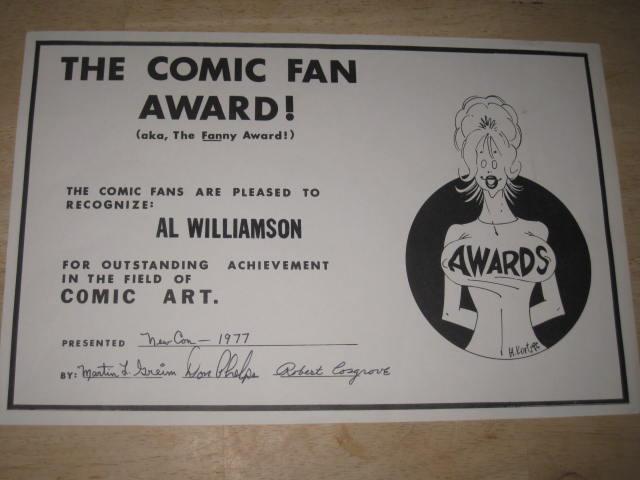 THE COMIC FAN
AWARD!
(aka, The Fanny Award!)
THE COMIC FANS ARE PLEASED TO
RECOGNIZE:
AL WILLIAMSON
FOR OUTSTANDING ACHIEVEMENT
IN THE FIELD OF
COMIC ART.
PRESENTED NewCon - 1977
BY: Martin L. Greim Don Phelps Robert Cosgrove
AWARDS